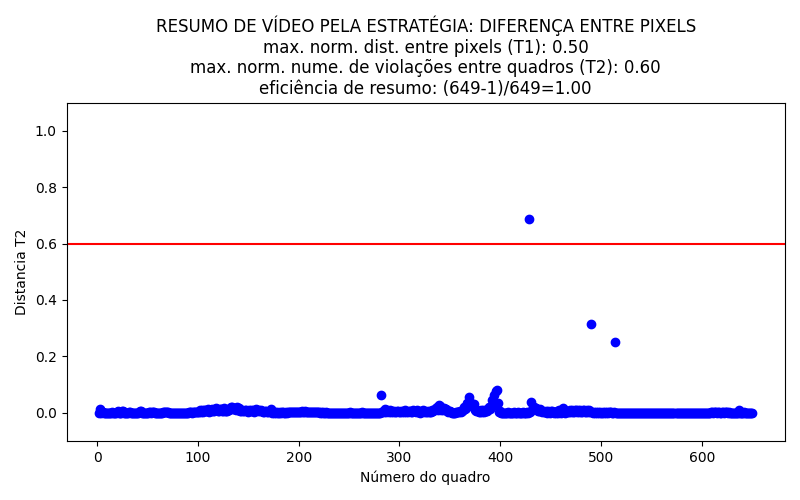 RESUMO DE VÍDEO PELA ESTRATÉGIA: DIFERENÇA ENTRE PIXELS
max. norm. dist. entre pixels (T1): 0.50
max. norm. nume. de violações entre quadros (T2): 0.60
eficiência de resumo: (649-1)/649=1.00
1.0
0.8
0.6
0.4
0.2
0.0
Distancia T2
0 100 200 300 400 500 600
Número do quadro